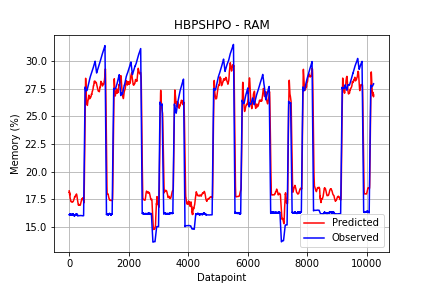 HBPSHPO - RAM
Memory (%)
30.0
27.5
25.0
22.5
20.0
17.5
15.0
0
2000
4000
6000
8000
10000
Datapoint
Predicted
Observed